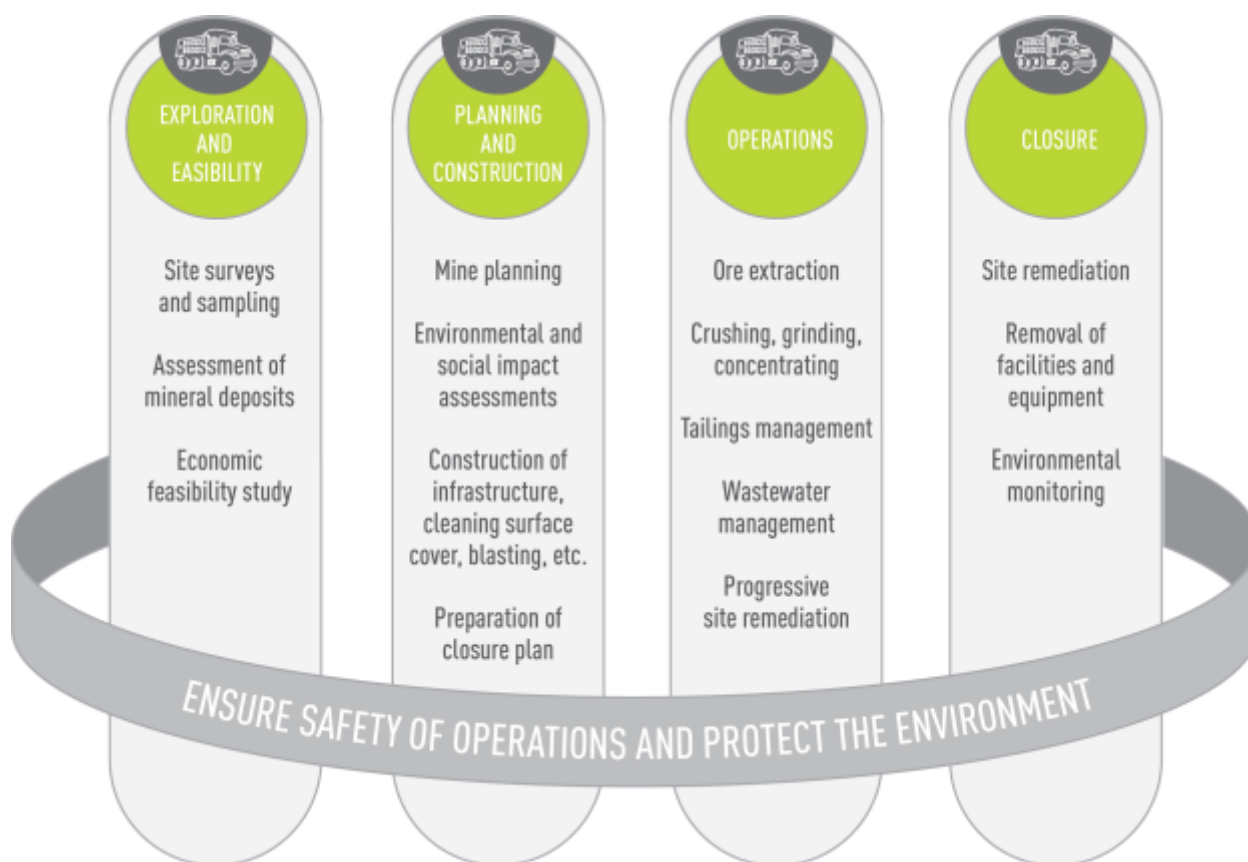 EXPLORATION
AND
EASIBILITY
Site surveys
and sampling
Assessment of
mineral deposits
Economic
feasibility study
PLANNING
AND
CONSTRUCTION
Mine planning
Environmental and
social impact
assessments
Construction of
infrastructure,
cleaning surface
cover, blasting, etc.
Preparation of
closure plan
OPERATIONS
Ore extraction
Crushing, grinding,
concentrating
Tailings management
Wastewater
management
Progressive
site remediation
CLOSURE
Site remediation
Removal of
facilities and
equipment
Environmental
monitoring
ENSURE SAFETY OF OPERATIONS AND PROTECT THE ENVIRONMENT